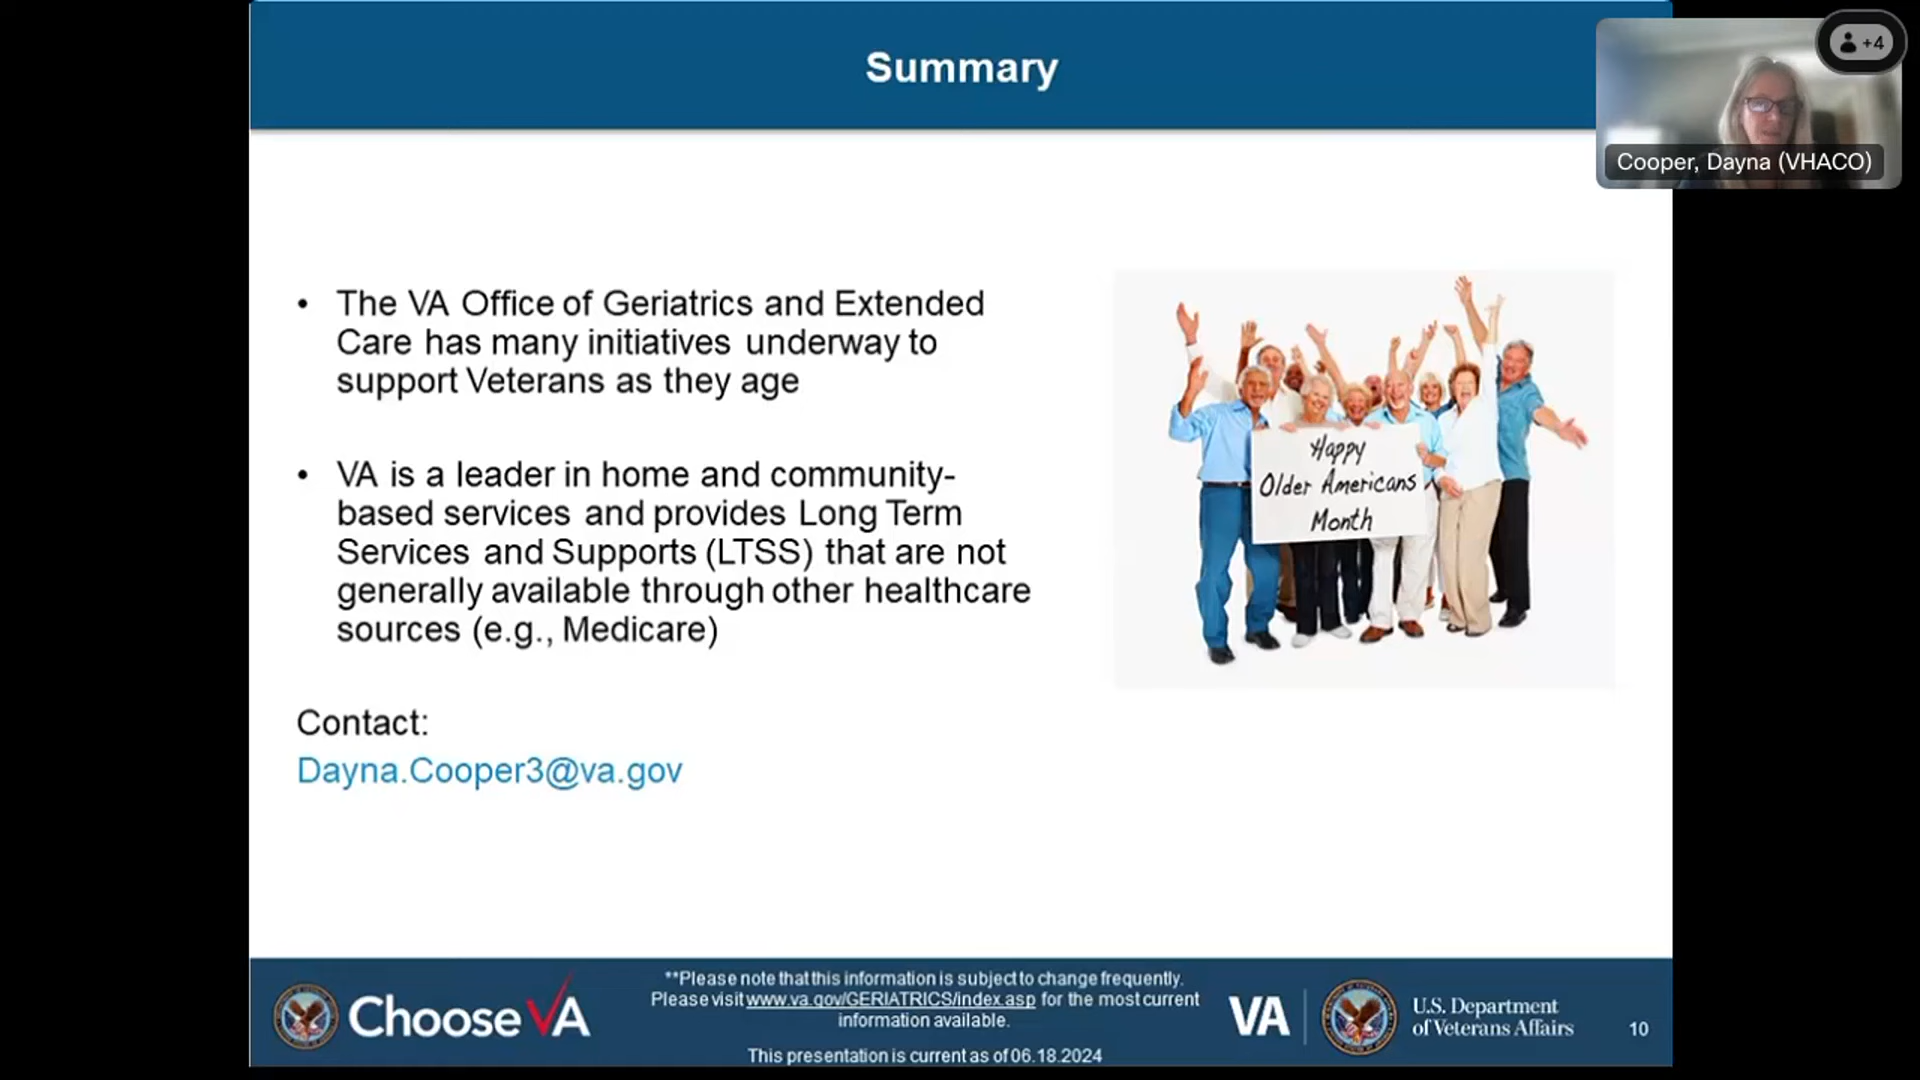 Summary
+4
Cooper, Dayna (VHACO)
• The VA Office of Geriatrics and Extended
Care has many initiatives underway to
support Veterans as they age
• VA is a leader in home and community-
based services and provides Long Term
Services and Supports (LTSS) that are not
generally available through other healthcare
sources (e.g., Medicare)
Happy
Older Americans
Month
Contact:
Dayna.Cooper3@va.gov
Choose VA
**Please note that this information is subject to change frequently.
Please visit www.va.gov/GERIATRICS/index.asp for the most current
information available.
This presentation is current as of 06.18.2024
VA
U.S. Department
of Veterans Affairs
10